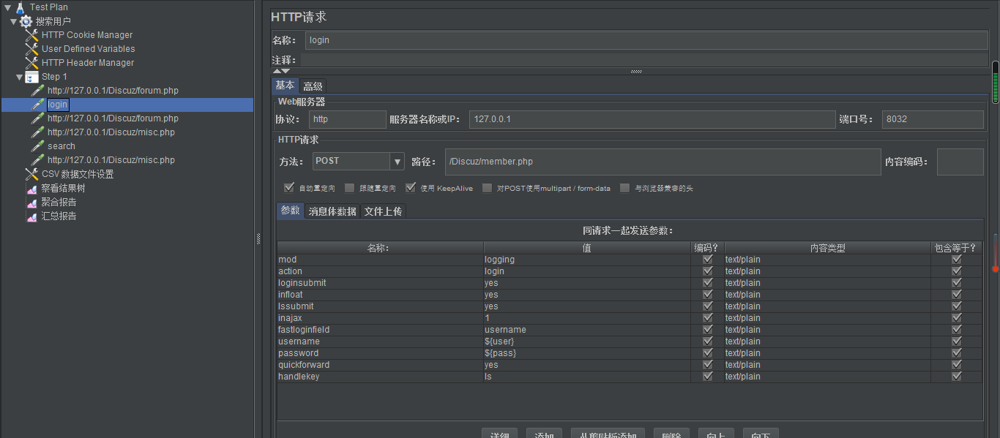 Test Plan
搜索用户
HTTP Cookie Manager
User Defined Variables
HTTP Header Manager
Step 1
http://127.0.0.1/Discuz/forum.php
login
http://127.0.0.1/Discuz/forum.php
http://127.0.0.1/Discuz/misc.php
search
http://127.0.0.1/Discuz/misc.php
CSV 数据文件设置
察看结果树
聚合报告
汇总报告
HTTP请求
名称： login
注释：
基本 高级
Web服务器
协议： http 服务器名称或IP： 127.0.0.1 端口号： 8032
HTTP请求
方法： POST 路径： /Discuz/member.php 内容编码：
自动重定向 跟随重定向 使用 KeepAlive 对POST使用multipart / form-data 与浏览器兼容的头
参数 消息体数据 文件上传
同请求一起发送参数：
名称： 值 编码？ 内容类型 包含等于？
mod logging text/plain
action login text/plain
loginsubmit yes text/plain
infloat yes text/plain
lssubmit yes text/plain
inajax 1 text/plain
fastloginfield username text/plain
username ${user} text/plain
password ${pass} text/plain
quickforward yes text/plain
handlekey ls text/plain
详细 添加 从剪贴板添加 删除 向上 向下